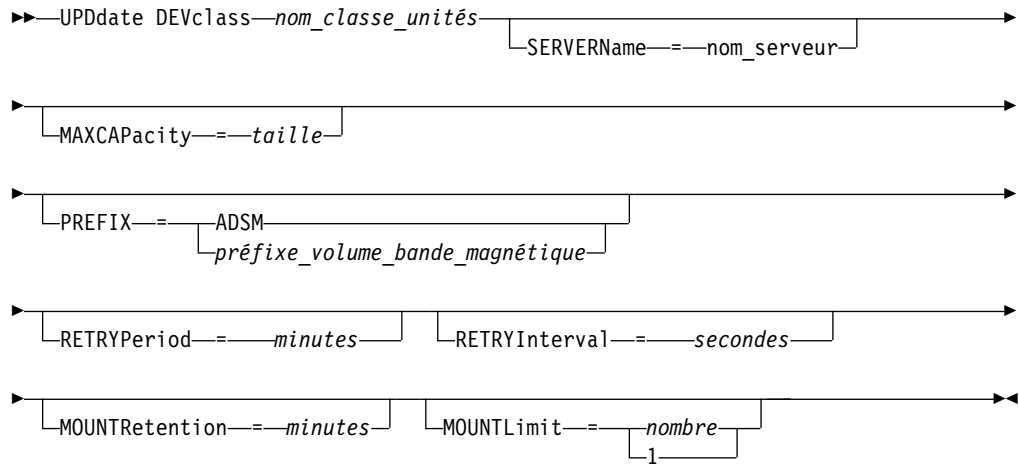 UPDdate DEVclass nom_classe_unités
SERVERName = nom_serveur
MAXCAPacity = taille
PREFIX = ADSM
préfixe_volume_bande_magnétique
RETRYPeriod = minutes RETRYInterval = secondes
MOUNTRetention = minutes MOUNTLimit = nombre
1